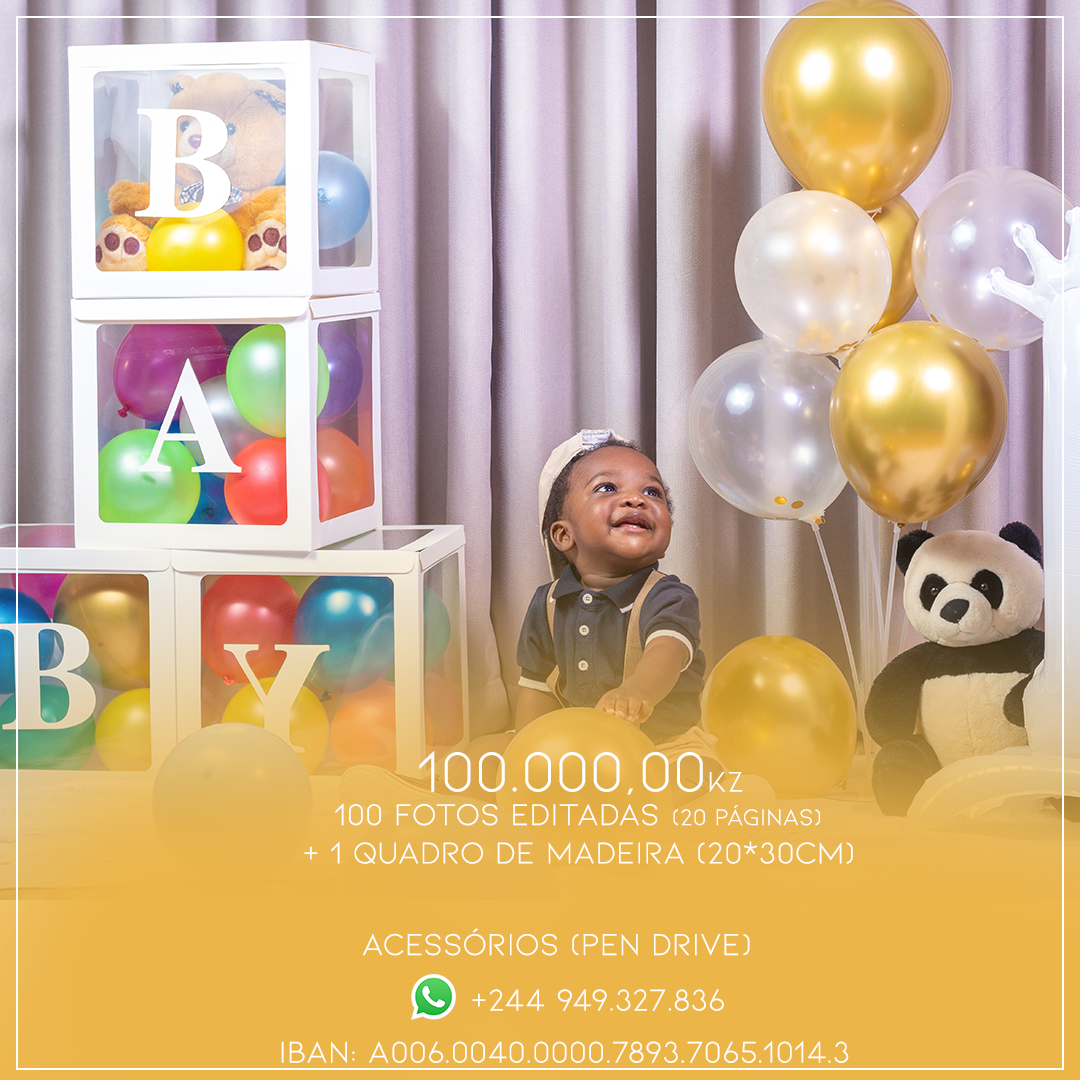 B
A
B Y
100.000,00KZ
100 FOTOS EDITADAS (20 PÁGINAS)
+ 1 QUADRO DE MADEIRA (20*30CM)
ACESSÓRIOS (PEN DRIVE)
+244 949.327.836
IBAN: A006.0040.0000.7893.7065.1014.3